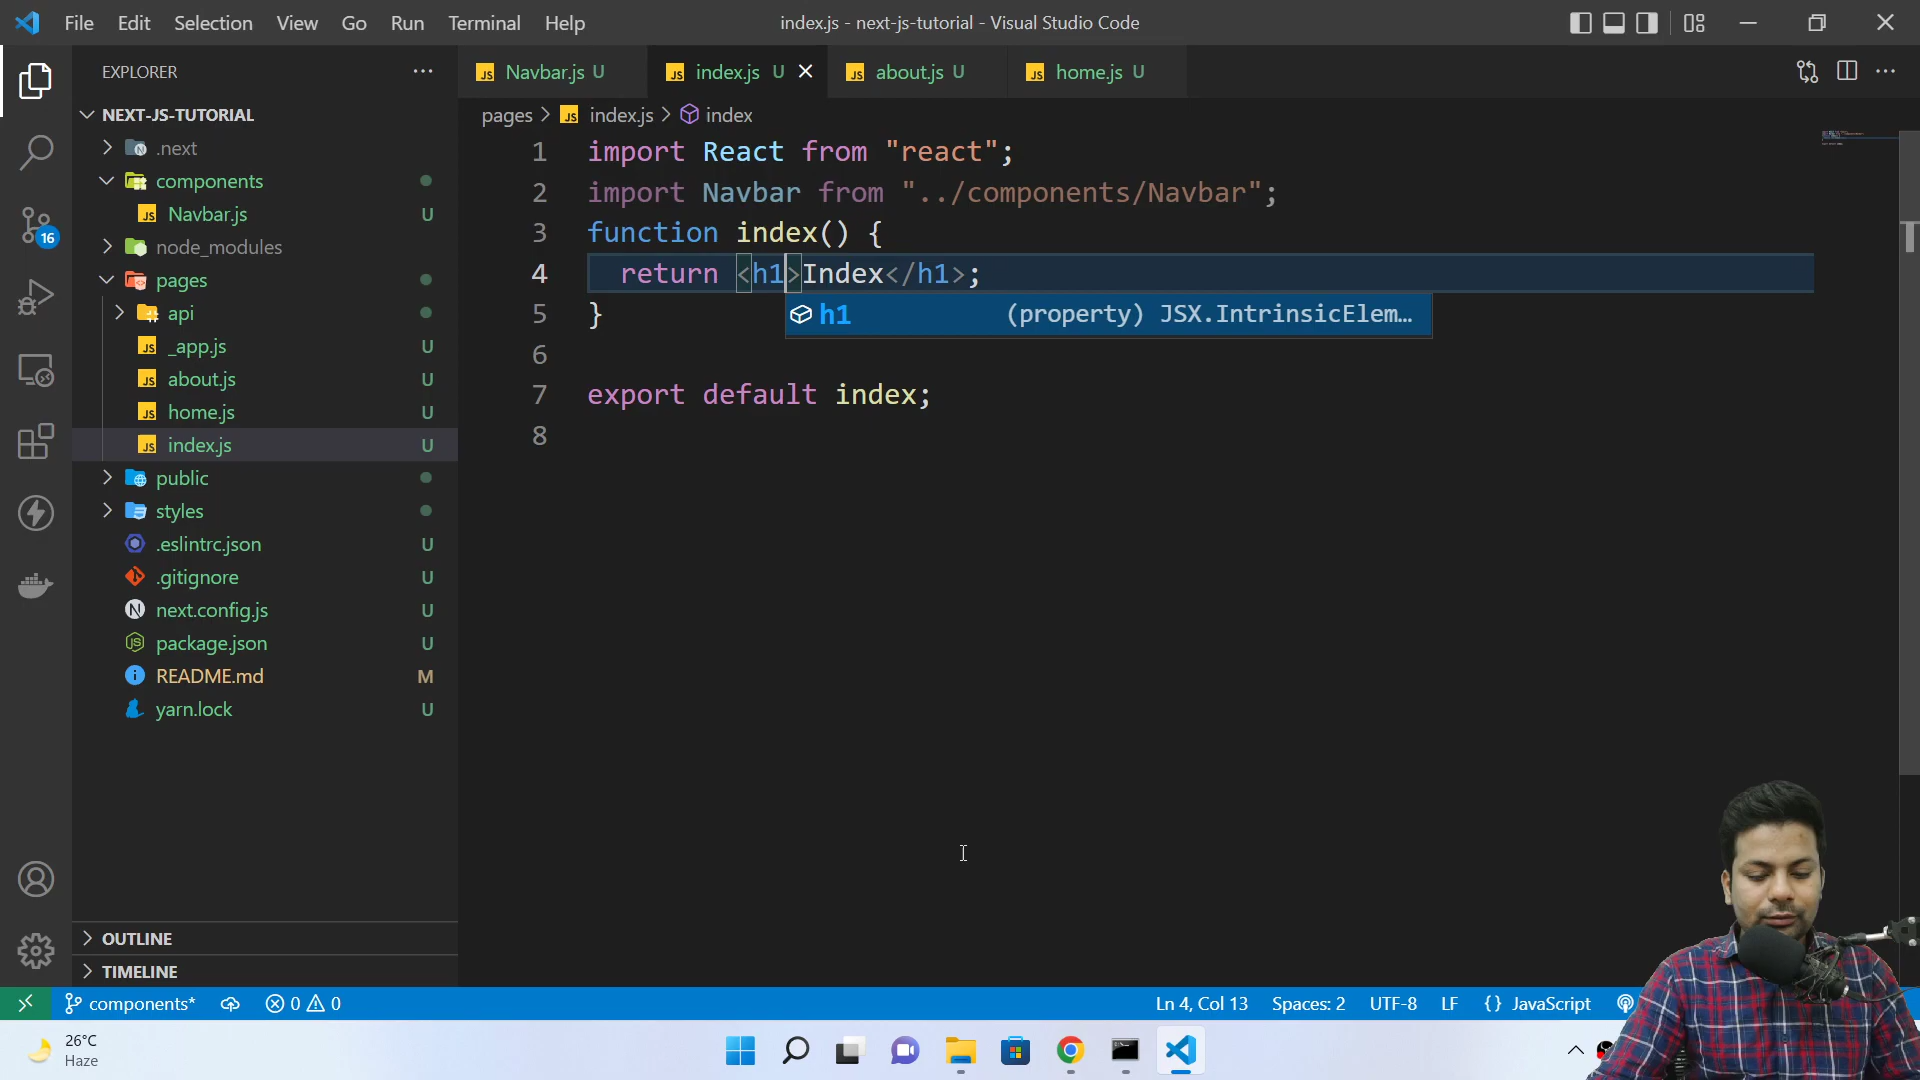 File Edit Selection View Go Run Terminal Help
index.js - next-js-tutorial - Visual Studio Code
EXPLORER
Navbar.js U
index.js U
about.js U
home.js U
NEXT-JS-TUTORIAL
pages > JS index.js > index
.next
components
Navbar.js U
node_modules
pages
api
_app.js U
about.js U
home.js U
index.js U
public
styles
.eslintrc.json U
.gitignore U
next.config.js U
package.json U
README.md M
yarn.lock U
1 import React from "react";
2 import Navbar from "../components/Navbar";
3 function index() {
4 return <h1>Index</h1>;
5 }
h1 (property) JSX.IntrinsicElem…
6
7 export default index;
8
OUTLINE
TIMELINE
components* 0 0
Ln 4, Col 13 Spaces: 2 UTF-8 LF {} JavaScript
16
26°C
Haze